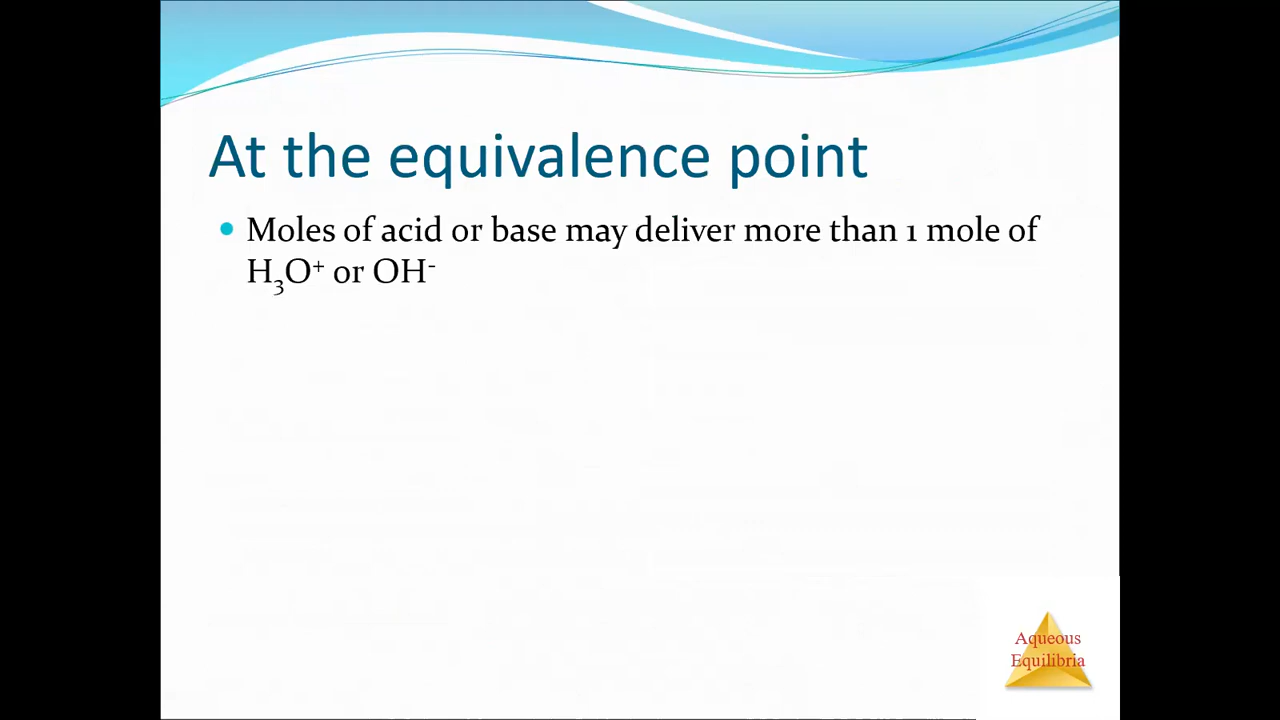 At the equivalence point
• Moles of acid or base may deliver more than 1 mole of
H₃O⁺ or OH⁻
Aqueous
Equilibria